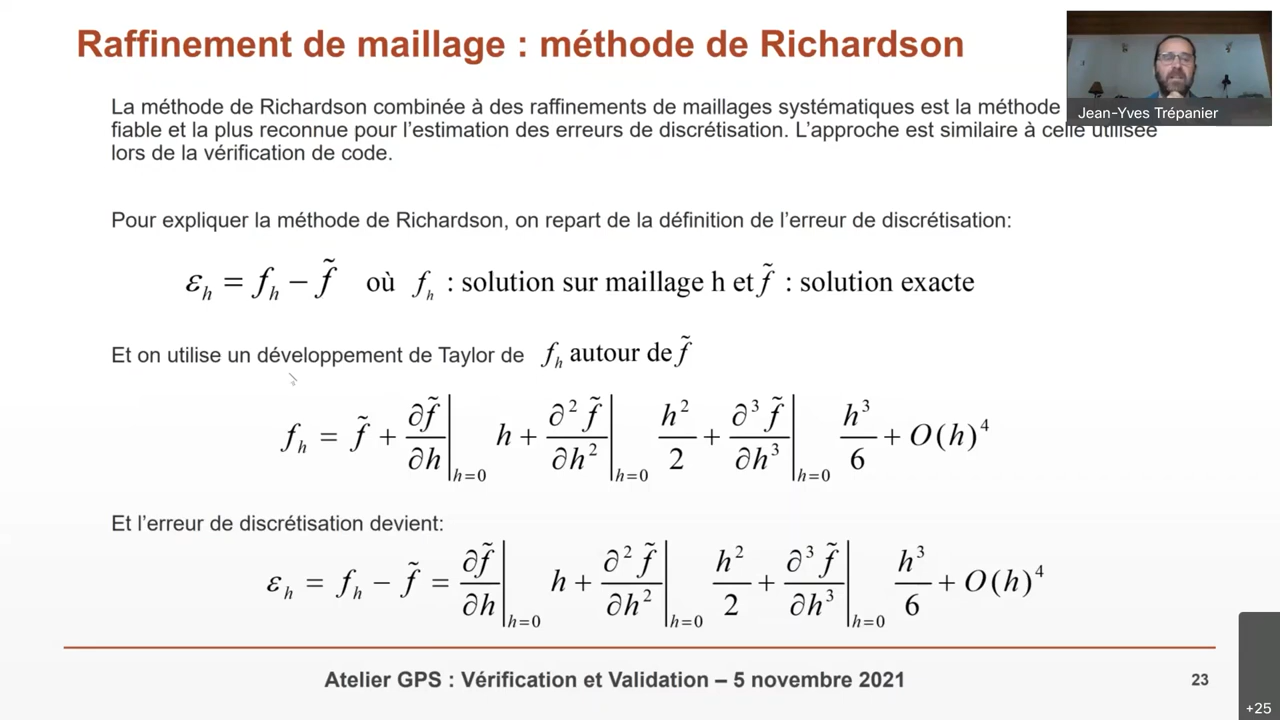 Raffinement de maillage : méthode de Richardson
La méthode de Richardson combinée à des raffinements de maillages systématiques est la méthode
fiable et la plus reconnue pour l'estimation des erreurs de discrétisation. L'approche est similaire à celle utilisée
lors de la vérification de code.
Jean-Yves Trépanier
Pour expliquer la méthode de Richardson, on repart de la définition de l'erreur de discrétisation:
ε_h = f_h − f̃ où f_h : solution sur maillage h et f̃ : solution exacte
Et on utilise un développement de Taylor de f_h autour de f̃
f_h = f̃ + ∂f̃/∂h|_{h=0} h + ∂²f̃/∂h²|_{h=0} h²/2 + ∂³f̃/∂h³|_{h=0} h³/6 + O(h)⁴
Et l'erreur de discrétisation devient:
ε_h = f_h − f̃ = ∂f̃/∂h|_{h=0} h + ∂²f̃/∂h²|_{h=0} h²/2 + ∂³f̃/∂h³|_{h=0} h³/6 + O(h)⁴
Atelier GPS : Vérification et Validation – 5 novembre 2021
23
+25